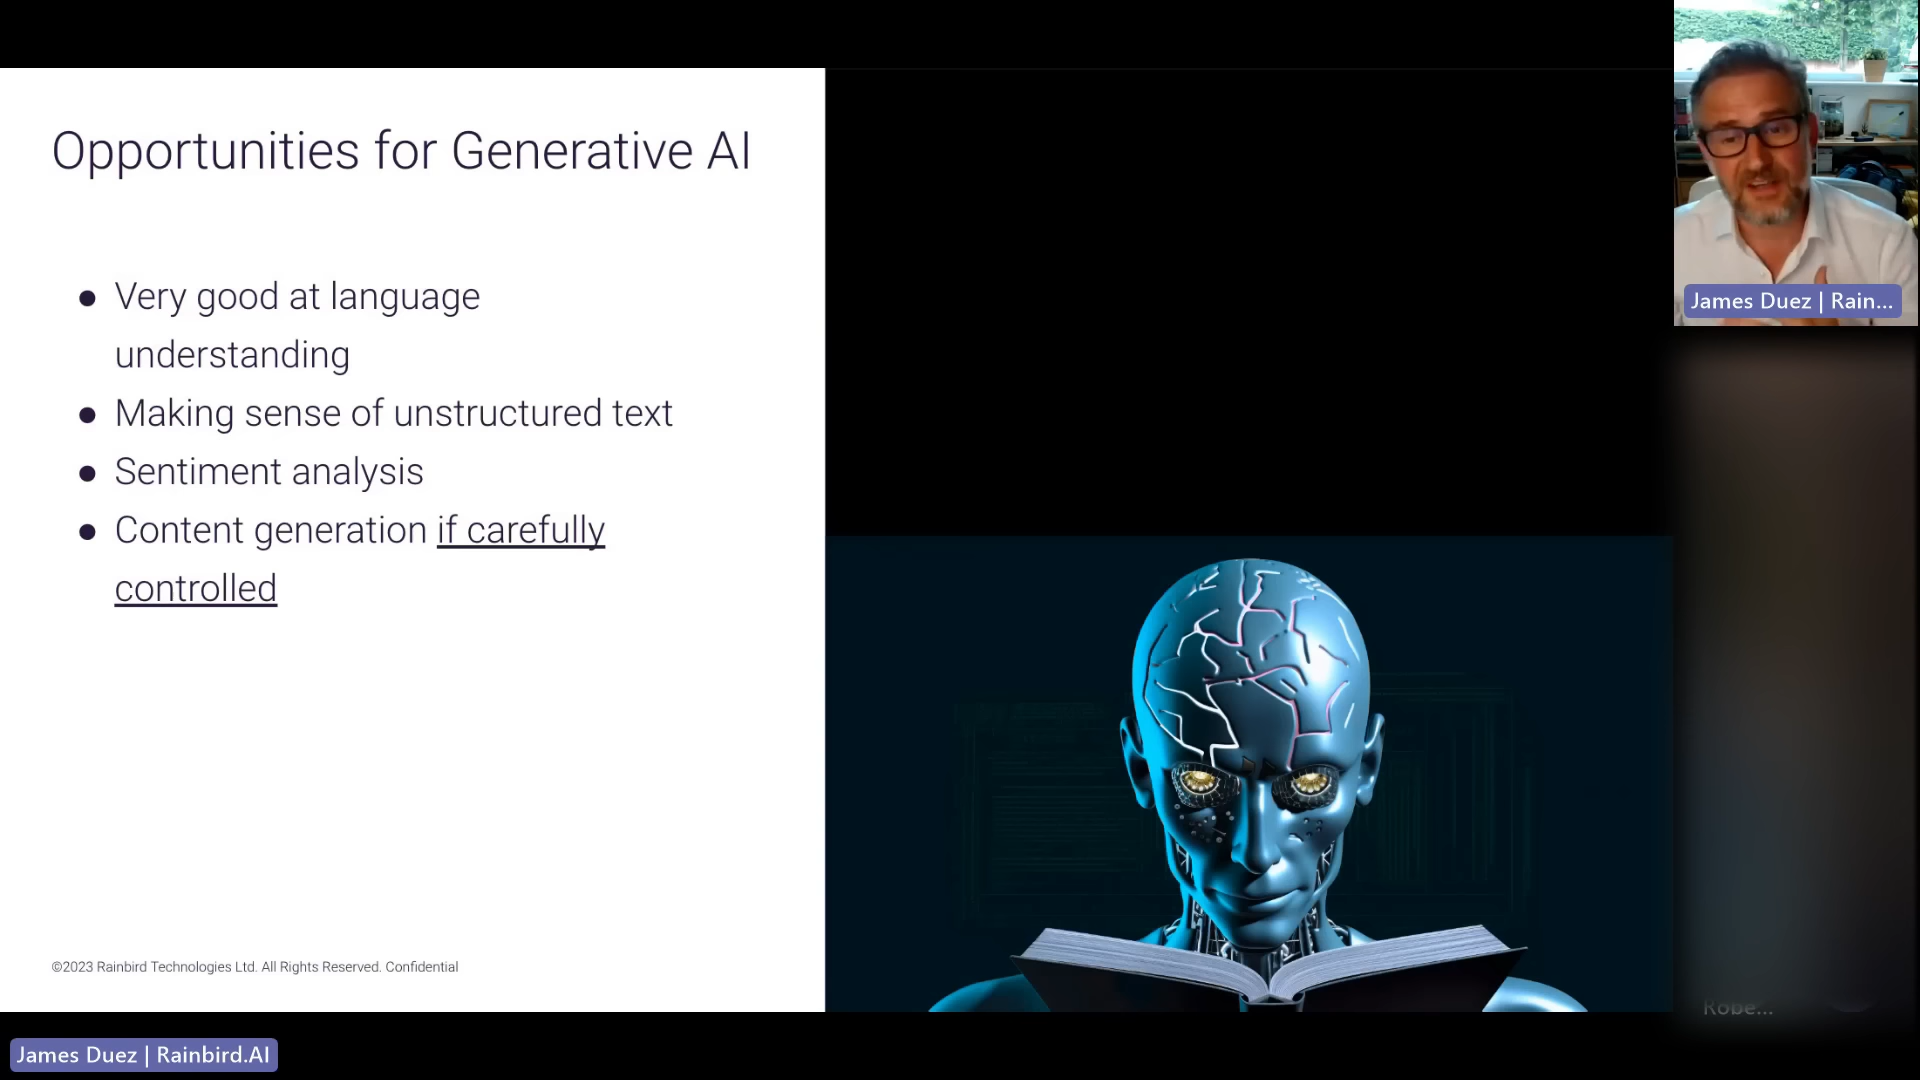 Opportunities for Generative AI
● Very good at language
understanding
● Making sense of unstructured text
● Sentiment analysis
● Content generation if carefully
controlled
©2023 Rainbird Technologies Ltd. All Rights Reserved. Confidential
James Duez | Rain...
Robe...
James Duez | Rainbird.AI